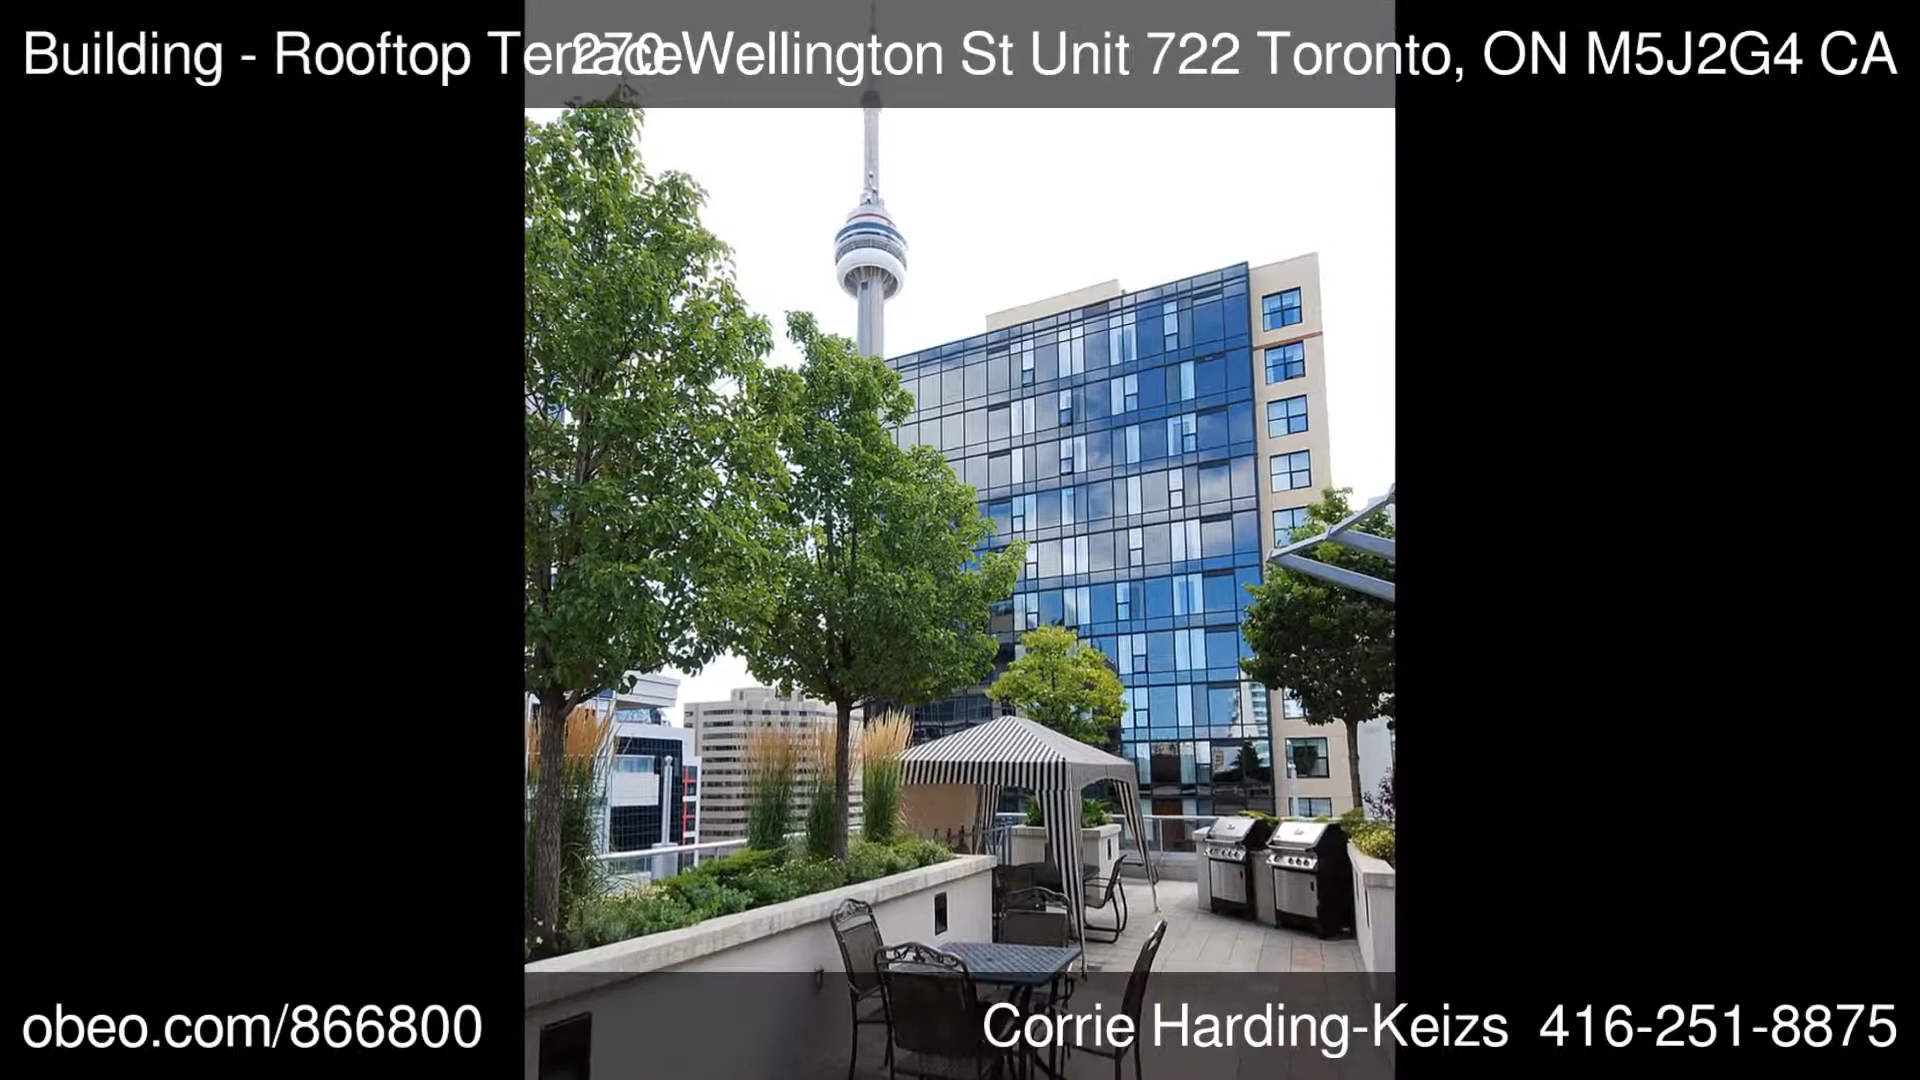 Building - Rooftop Terrace
270 Wellington St Unit 722 Toronto, ON M5J2G4 CA
obeo.com/866800
Corrie Harding-Keizs 416-251-8875